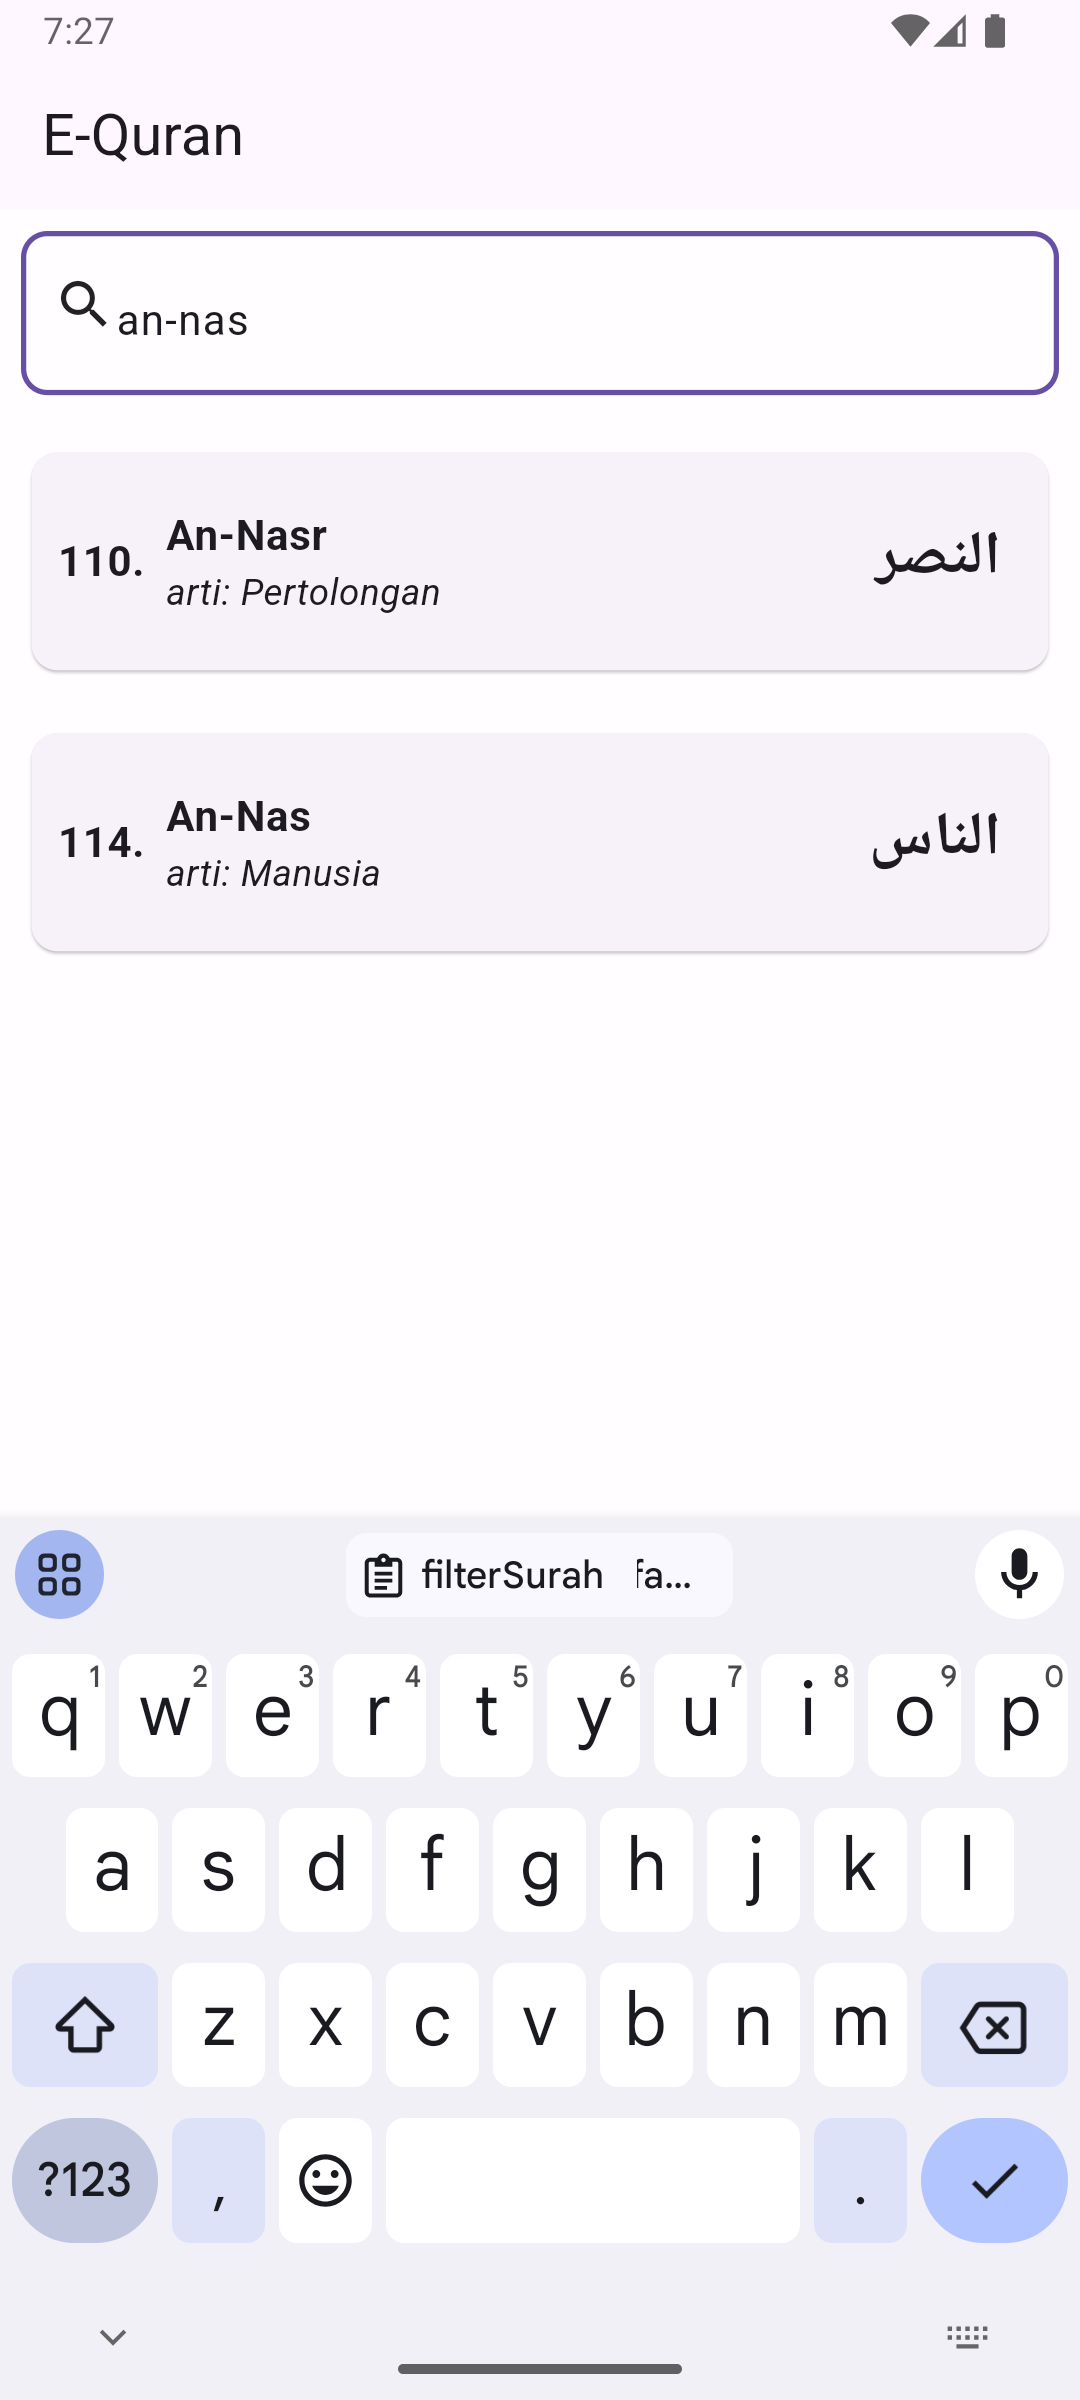 7:27
E-Quran
an-nas
110.
An-Nasr
arti: Pertolongan
النصر
114.
An-Nas
arti: Manusia
الناس
filterSurah fa...
1 2 3 4 5 6 7 8 9 0
q w e r t y u i o p
a s d f g h j k l
z x c v b n m
?123 , .